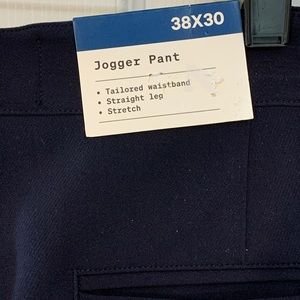 38X30
Jogger Pant
• Tailored waistband
• Straight leg
• Stretch